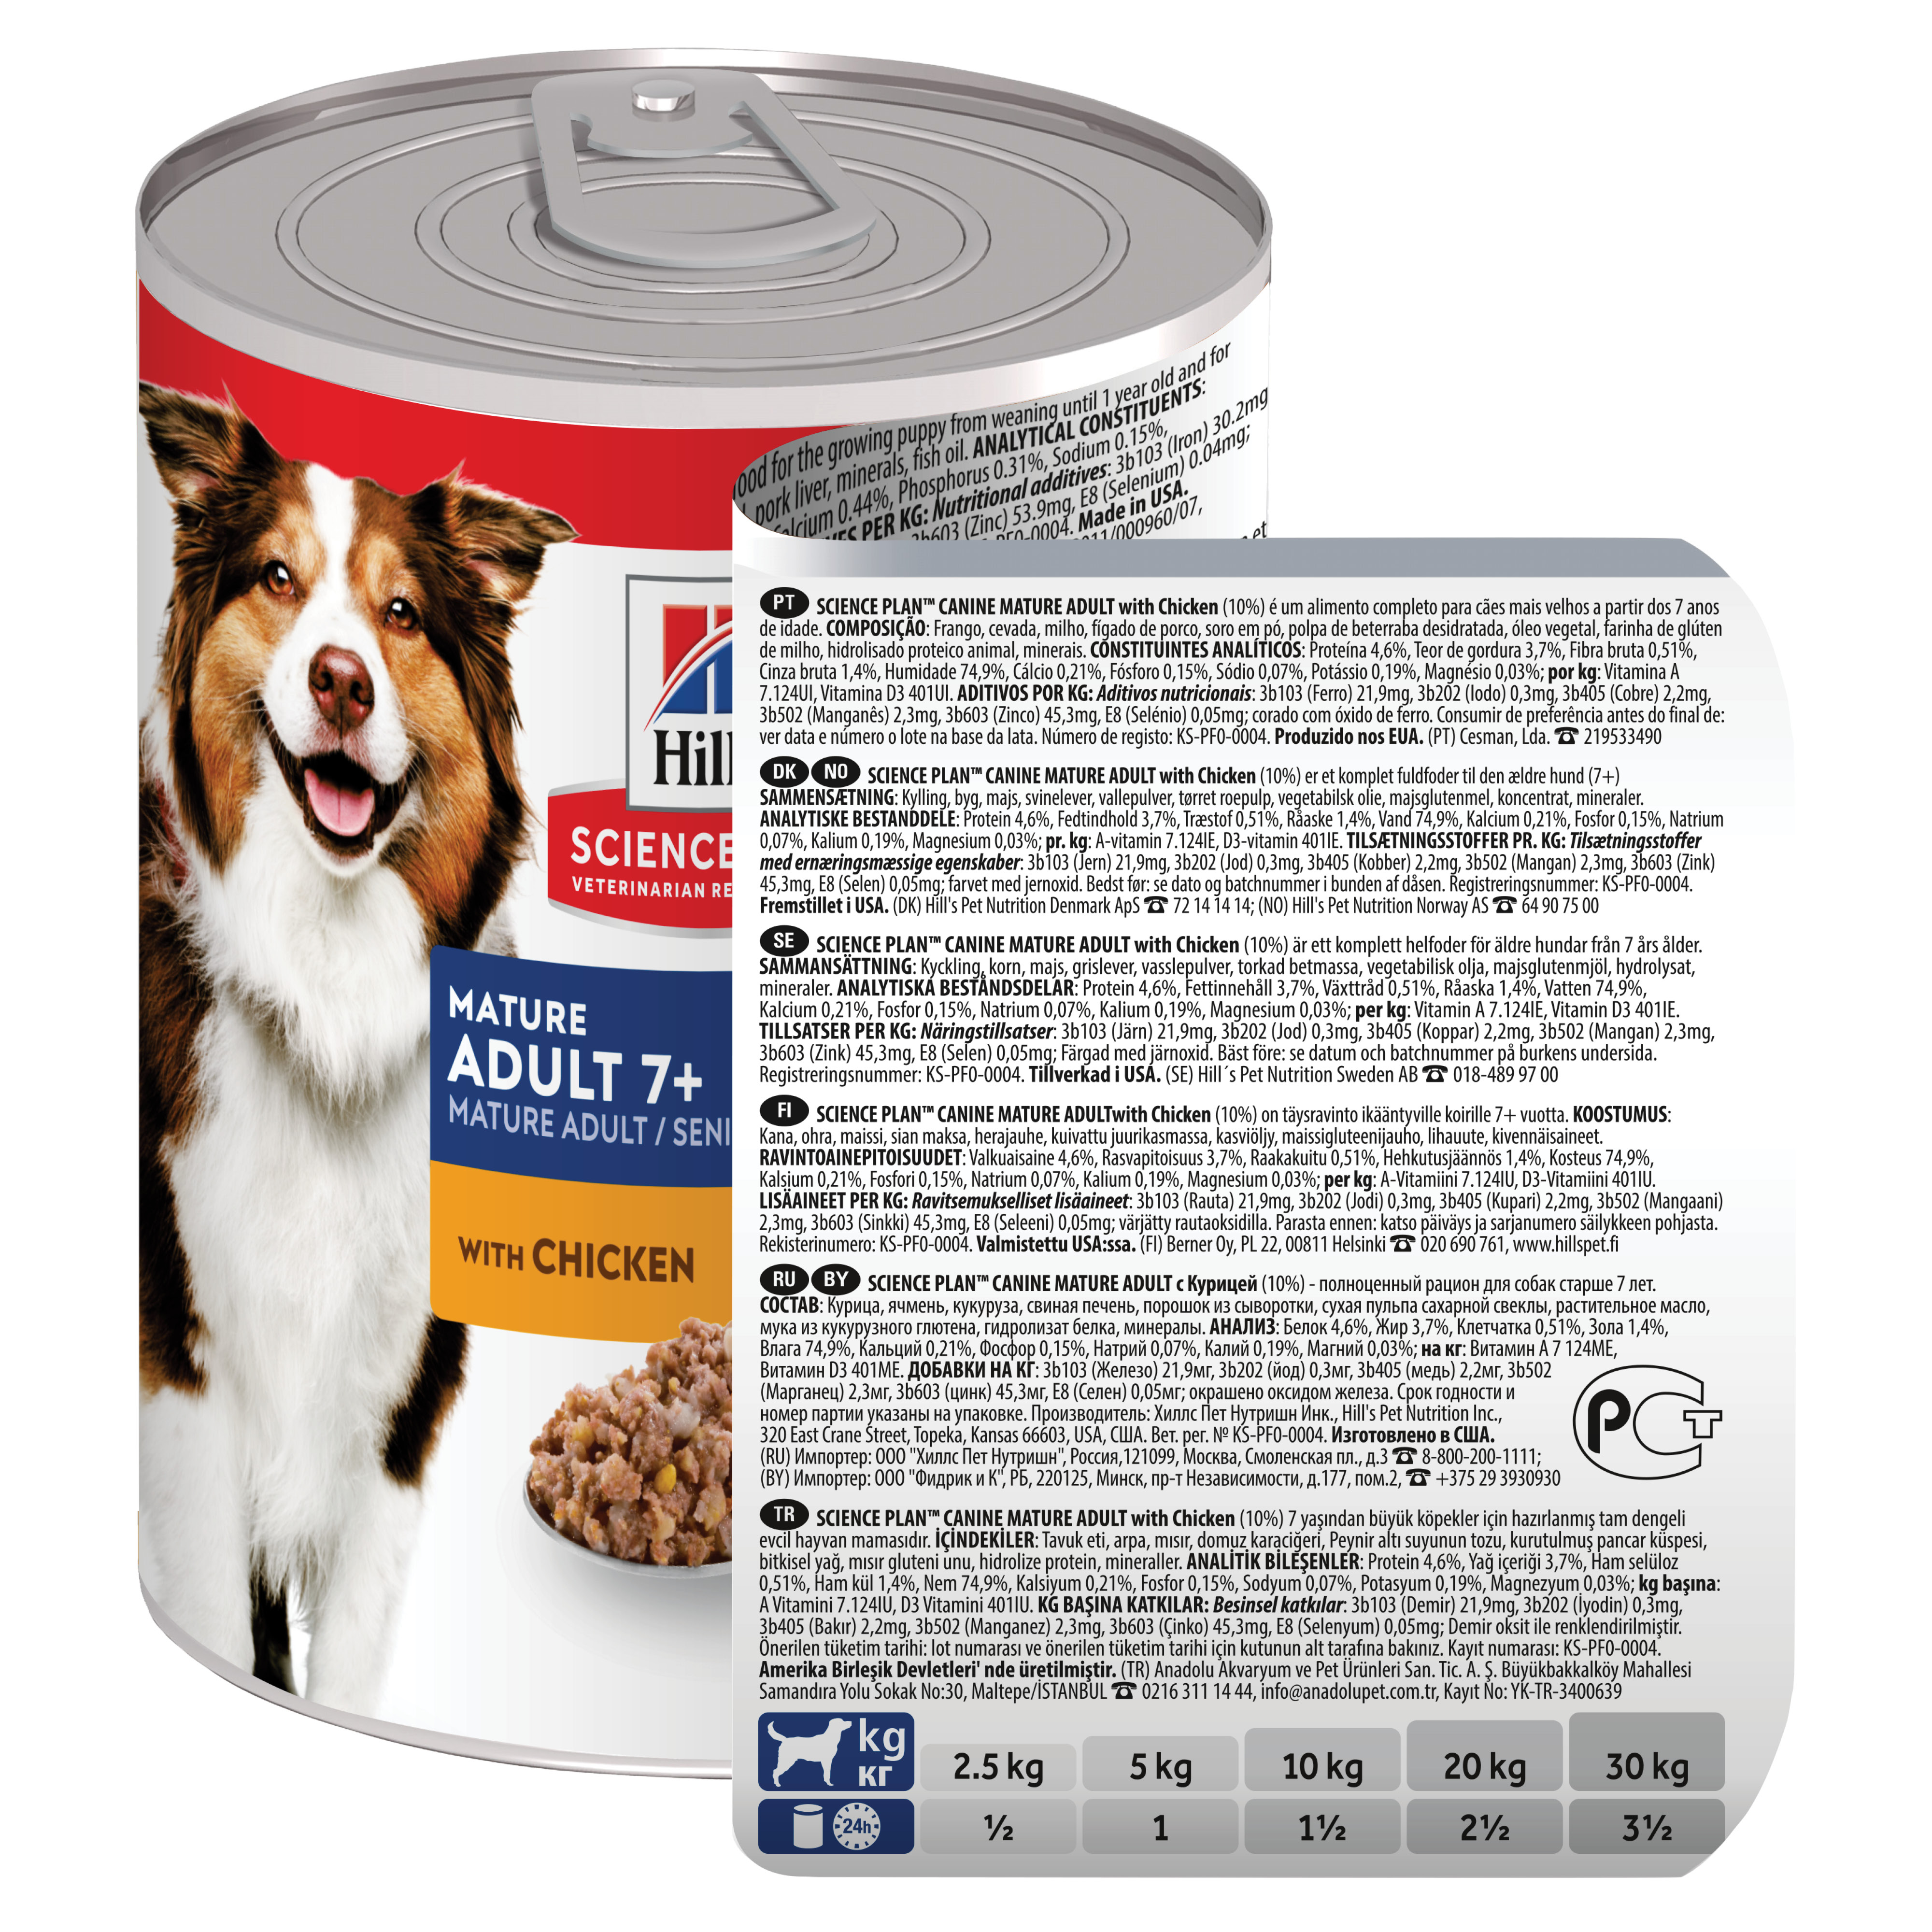 ood for the growing puppy from weaning until 1 year old and for
pork liver, minerals, fish oil. ANALYTICAL CONSTITUENTS:
Calcium 0.44%, Phosphorus 0.31%, Sodium 0.15%,
PER KG: Nutritional additives: 3b103 (Iron) 30.2mg
3b603 (Zinc) 53.9mg, E8 (Selenium) 0.04mg;
PF0-0004. Made in USA.
11/000960/07,
Hill
SCIENCE
VETERINARIAN RE
MATURE
ADULT 7+
MATURE ADULT / SENI
WITH CHICKEN
PT SCIENCE PLAN™ CANINE MATURE ADULT with Chicken (10%) é um alimento completo para cães mais velhos a partir dos 7 anos
de idade. COMPOSIÇÃO: Frango, cevada, milho, fígado de porco, soro em pó, polpa de beterraba desidratada, óleo vegetal, farinha de glúten
de milho, hidrolisado proteico animal, minerais. CONSTITUINTES ANALÍTICOS: Proteína 4,6%, Teor de gordura 3,7%, Fibra bruta 0,51%,
Cinza bruta 1,4%, Humidade 74,9%, Cálcio 0,21%, Fósforo 0,15%, Sódio 0,07%, Potássio 0,19%, Magnésio 0,03%; por kg: Vitamina A
7.124UI, Vitamina D3 401UI. ADITIVOS POR KG: Aditivos nutricionais: 3b103 (Ferro) 21,9mg, 3b202 (Iodo) 0,3mg, 3b405 (Cobre) 2,2mg,
3b502 (Manganês) 2,3mg, 3b603 (Zinco) 45,3mg, E8 (Selénio) 0,05mg; corado com óxido de ferro. Consumir de preferência antes do final de:
ver data e número o lote na base da lata. Número de registo: KS-PF0-0004. Produzido nos EUA. (PT) Cesman, Lda. ☎ 219533490
DK NO SCIENCE PLAN™ CANINE MATURE ADULT with Chicken (10%) er et komplet fuldfoder til den ældre hund (7+)
SAMMENSÆTNING: Kylling, byg, majs, svinelever, vallepulver, tørret roepulp, vegetabilsk olie, majsglutenmel, koncentrat, mineraler.
ANALYTISKE BESTANDDELE: Protein 4,6%, Fedtindhold 3,7%, Træstof 0,51%, Råaske 1,4%, Vand 74,9%, Kalcium 0,21%, Fosfor 0,15%, Natrium
0,07%, Kalium 0,19%, Magnesium 0,03%; pr. kg: A-vitamin 7.124IE, D3-vitamin 401IE. TILSÆTNINGSSTOFFER PR. KG: Tilsætningsstoffer
med ernæringsmæssige egenskaber: 3b103 (Jern) 21,9mg, 3b202 (Jod) 0,3mg, 3b405 (Kobber) 2,2mg, 3b502 (Mangan) 2,3mg, 3b603 (Zink)
45,3mg, E8 (Selen) 0,05mg; farvet med jernoxid. Bedst før: se dato og batchnummer i bunden af dåsen. Registreringsnummer: KS-PF0-0004.
Fremstillet i USA. (DK) Hill's Pet Nutrition Denmark ApS ☎ 72 14 14 14; (NO) Hill's Pet Nutrition Norway AS ☎ 64 90 75 00
SE SCIENCE PLAN™ CANINE MATURE ADULT with Chicken (10%) är ett komplett helfoder för äldre hundar från 7 års ålder.
SAMMANSÄTTNING: Kyckling, korn, majs, grislever, vasslepulver, torkad betmassa, vegetabilisk olja, majsglutenmjöl, hydrolysat,
mineraler. ANALYTISKA BESTÅNDSDELAR: Protein 4,6%, Fettinnehåll 3,7%, Växttråd 0,51%, Råaska 1,4%, Vatten 74,9%,
Kalcium 0,21%, Fosfor 0,15%, Natrium 0,07%, Kalium 0,19%, Magnesium 0,03%; per kg: Vitamin A 7.124IE, Vitamin D3 401IE.
TILLSATSER PER KG: Näringstillsatser: 3b103 (Järn) 21,9mg, 3b202 (Jod) 0,3mg, 3b405 (Koppar) 2,2mg, 3b502 (Mangan) 2,3mg,
3b603 (Zink) 45,3mg, E8 (Selen) 0,05mg; Färgad med järnoxid. Bäst före: se datum och batchnummer på burkens undersida.
Registreringsnummer: KS-PF0-0004. Tillverkad i USA. (SE) Hill´s Pet Nutrition Sweden AB ☎ 018-489 97 00
FI SCIENCE PLAN™ CANINE MATURE ADULTwith Chicken (10%) on täysravinto ikääntyville koirille 7+ vuotta. KOOSTUMUS:
Kana, ohra, maissi, sian maksa, herajauhe, kuivattu juurikasmassa, kasviöljy, maissigluteenijauho, lihauute, kivennäisaineet.
RAVINTOAINEPITOISUUDET: Valkuaisaine 4,6%, Rasvapitoisuus 3,7%, Raakakuitu 0,51%, Hehkutusjäännös 1,4%, Kosteus 74,9%,
Kalsium 0,21%, Fosfori 0,15%, Natrium 0,07%, Kalium 0,19%, Magnesium 0,03%; per kg: A-Vitamiini 7.124IU, D3-Vitamiini 401IU.
LISÄAINEET PER KG: Ravitsemukselliset lisäaineet: 3b103 (Rauta) 21,9mg, 3b202 (Jodi) 0,3mg, 3b405 (Kupari) 2,2mg, 3b502 (Mangaani)
2,3mg, 3b603 (Sinkki) 45,3mg, E8 (Seleeni) 0,05mg; värjätty rautaoksidilla. Parasta ennen: katso päiväys ja sarjanumero säilykkeen pohjasta.
Rekisterinumero: KS-PF0-0004. Valmistettu USA:ssa. (FI) Berner Oy, PL 22, 00811 Helsinki ☎ 020 690 761, www.hillspet.fi
RU BY SCIENCE PLAN™ CANINE MATURE ADULT с Курицей (10%) - полноценный рацион для собак старше 7 лет.
СОСТАВ: Курица, ячмень, кукуруза, свиная печень, порошок из сыворотки, сухая пульпа сахарной свеклы, растительное масло,
мука из кукурузного глютена, гидролизат белка, минералы. АНАЛИЗ: Белок 4,6%, Жир 3,7%, Клетчатка 0,51%, Зола 1,4%,
Влага 74,9%, Кальций 0,21%, Фосфор 0,15%, Натрий 0,07%, Калий 0,19%, Магний 0,03%; на кг: Витамин А 7 124МЕ,
Витамин D3 401МЕ. ДОБАВКИ НА КГ: 3b103 (Железо) 21,9мг, 3b202 (йод) 0,3мг, 3b405 (медь) 2,2мг, 3b502
(Марганец) 2,3мг, 3b603 (цинк) 45,3мг, E8 (Селен) 0,05мг; окрашено оксидом железа. Срок годности и
номер партии указаны на упаковке. Производитель: Хиллс Пет Нутришн Инк., Hill's Pet Nutrition Inc.,
320 East Crane Street, Topeka, Kansas 66603, USA, США. Вет. рег. № KS-PF0-0004. Изготовлено в США.
(RU) Импортер: ООО "Хиллс Пет Нутришн", Россия,121099, Москва, Смоленская пл., д.3 ☎ 8-800-200-1111;
(BY) Импортер: ООО "Фидрик и К", РБ, 220125, Минск, пр-т Независимости, д.177, пом.2, ☎ +375 29 3930930
РСТ
TR SCIENCE PLAN™ CANINE MATURE ADULT with Chicken (10%) 7 yaşından büyük köpekler için hazırlanmış tam dengeli
evcil hayvan mamasıdır. İÇİNDEKİLER: Tavuk eti, arpa, mısır, domuz karaciğeri, Peynir altı suyunun tozu, kurutulmuş pancar küspesi,
bitkisel yağ, mısır gluteni unu, hidrolize protein, mineraller. ANALİTİK BİLEŞENLER: Protein 4,6%, Yağ içeriği 3,7%, Ham selüloz
0,51%, Ham kül 1,4%, Nem 74,9%, Kalsiyum 0,21%, Fosfor 0,15%, Sodyum 0,07%, Potasyum 0,19%, Magnezyum 0,03%; kg başına:
A Vitamini 7.124IU, D3 Vitamini 401IU. KG BAŞINA KATKILAR: Besinsel katkılar: 3b103 (Demir) 21,9mg, 3b202 (İyodin) 0,3mg,
3b405 (Bakır) 2,2mg, 3b502 (Manganez) 2,3mg, 3b603 (Çinko) 45,3mg, E8 (Selenyum) 0,05mg; Demir oksit ile renklendirilmiştir.
Önerilen tüketim tarihi: lot numarası ve önerilen tüketim tarihi için kutunun alt tarafına bakınız. Kayıt numarası: KS-PF0-0004.
Amerika Birleşik Devletleri' nde üretilmiştir. (TR) Anadolu Akvaryum ve Pet Ürünleri San. Tic. A. Ş. Büyükbakkalköy Mahallesi
Samandıra Yolu Sokak No:30, Maltepe/İSTANBUL ☎ 0216 311 14 44, info@anadolupet.com.tr, Kayıt No: YK-TR-3400639
kg кг 2.5 kg 5 kg 10 kg 20 kg 30 kg
24h ½ 1 1½ 2½ 3½